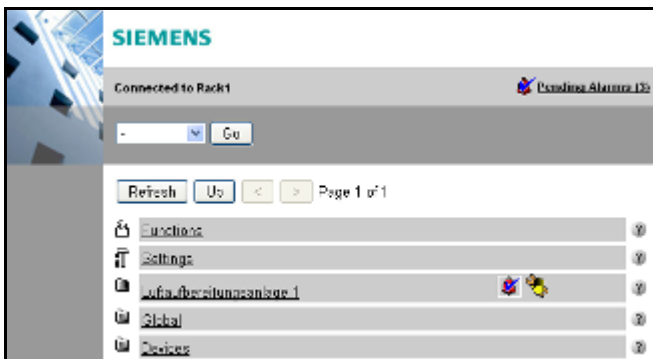 SIEMENS
Connected to Rack1
Pending Alarms (3)
-
Go
Refresh Up < > Page 1 of 1
Functions
Settings
Luftaufbereitungsanlage 1
Global
Devices